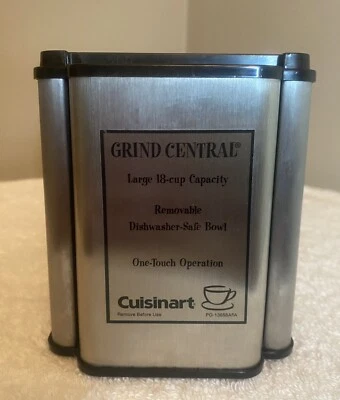 GRIND CENTRAL®
Large 18-cup Capacity
Removable
Dishwasher-Safe Bowl
One-Touch Operation
Cuisinart®
Remove Before Use